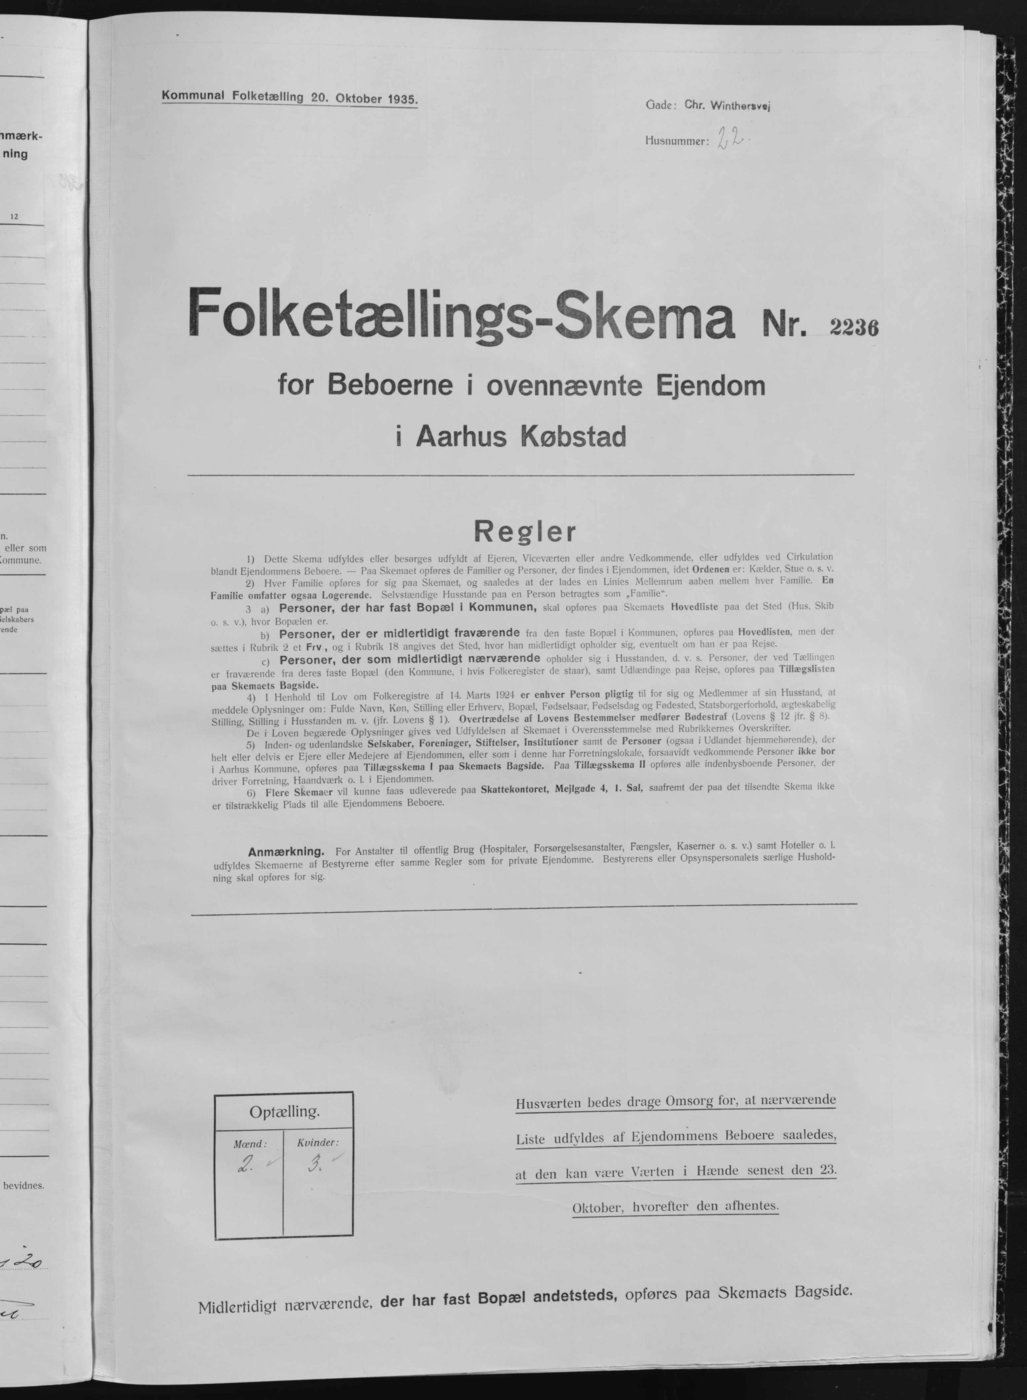 nmærk-
ning
12
n.
eller som
Kommune.
pæl paa
ielskabers
ende
bevidnes.
Kommunal Folketælling 20. Oktober 1935.
Gade: Chr. Winthersvej
Husnummer: 22.
Folketællings-Skema Nr. 2236
for Beboerne i ovennævnte Ejendom
i Aarhus Købstad
Regler
1) Dette Skema udfyldes eller besørges udfyldt af Ejeren, Viceværten eller andre Vedkommende, eller udfyldes ved Cirkulation
blandt Ejendommens Beboere. — Paa Skemaet opføres de Familier og Personer, der findes i Ejendommen, idet Ordenen er: Kælder, Stue o. s. v.
2) Hver Familie opføres for sig paa Skemaet, og saaledes at der lades en Linies Mellemrum aaben mellem hver Familie. En
Familie omfatter ogsaa Logerende. Selvstændige Husstande paa en Person betragtes som „Familie“.
3 a) Personer, der har fast Bopæl i Kommunen, skal opføres paa Skemaets Hovedliste paa det Sted (Hus, Skib
o. s. v.), hvor Bopælen er.
b) Personer, der er midlertidigt fraværende fra den faste Bopæl i Kommunen, opføres paa Hovedlisten, men der
sættes i Rubrik 2 et Frv., og i Rubrik 18 angives det Sted, hvor han midlertidigt opholder sig, eventuelt om han er paa Rejse.
c) Personer, der som midlertidigt nærværende opholder sig i Husstanden, d. v. s. Personer, der ved Tællingen
er fraværende fra deres faste Bopæl (den Kommune, i hvis Folkeregister de staar), samt Udlændinge paa Rejse, opføres paa Tillægslisten
paa Skemaets Bagside.
4) I Henhold til Lov om Folkeregistre af 14. Marts 1924 er enhver Person pligtig til for sig og Medlemmer af sin Husstand, at
meddele Oplysninger om: Fulde Navn, Køn, Stilling eller Erhverv, Bopæl, Fødselsaar, Fødselsdag og Fødested, Statsborgerforhold, ægteskabelig
Stilling, Stilling i Husstanden m. v. (jfr. Lovens § 1). Overtrædelse af Lovens Bestemmelser medfører Bødestraf (Lovens § 12 jfr. § 8).
De i Loven begærede Oplysninger gives ved Udfyldelsen af Skemaet i Overensstemmelse med Rubrikkernes Overskrifter.
5) Inden- og udenlandske Selskaber, Foreninger, Stiftelser, Institutioner samt de Personer (ogsaa i Udlandet hjemmehørende), der
helt eller delvis er Ejere eller Medejere af Ejendommen, eller som i denne har Forretningslokale, forsaavidt vedkommende Personer ikke bor
i Aarhus Kommune, opføres paa Tillægsskema I paa Skemaets Bagside. Paa Tillægsskema II opføres alle indenbysboende Personer, der
driver Forretning, Haandværk o. l. i Ejendommen.
6) Flere Skemaer vil kunne faas udleverede paa Skattekontoret, Mejlgade 4, 1. Sal, saafremt der paa det tilsendte Skema ikke
er tilstrækkelig Plads til alle Ejendommens Beboere.
Anmærkning. For Anstalter til offentlig Brug (Hospitaler, Forsørgelsesanstalter, Fængsler, Kaserner o. s. v.) samt Hoteller o. l.
udfyldes Skemaerne af Bestyrerne efter samme Regler som for private Ejendomme. Bestyrerens eller Opsynspersonalets særlige Hushold-
ning skal opføres for sig.
Optælling.
Mænd: Kvinder:
2. ✓ 3. ✓
Husværten bedes drage Omsorg for, at nærværende
Liste udfyldes af Ejendommens Beboere saaledes,
at den kan være Værten i Hænde senest den 23.
Oktober, hvorefter den afhentes.
Midlertidigt nærværende, der har fast Bopæl andetsteds, opføres paa Skemaets Bagside.